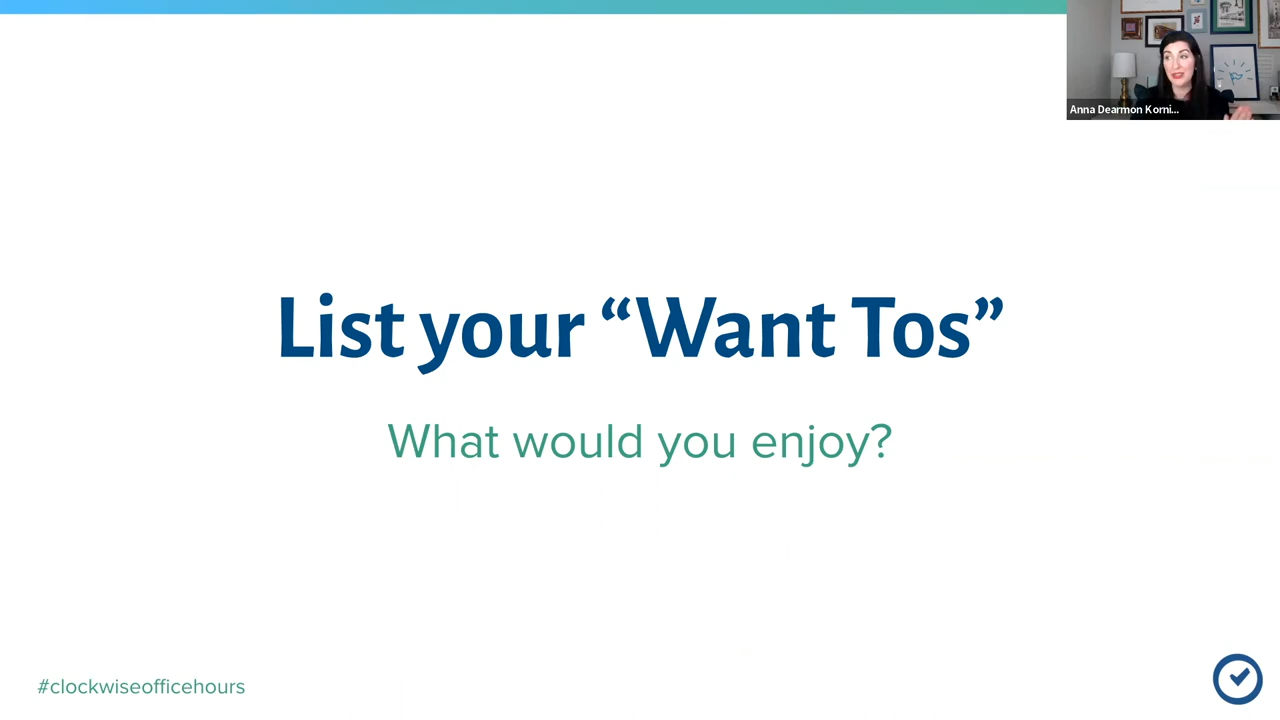 Anna Dearmon Korni...
List your “Want Tos”
What would you enjoy?
#clockwiseofficehours